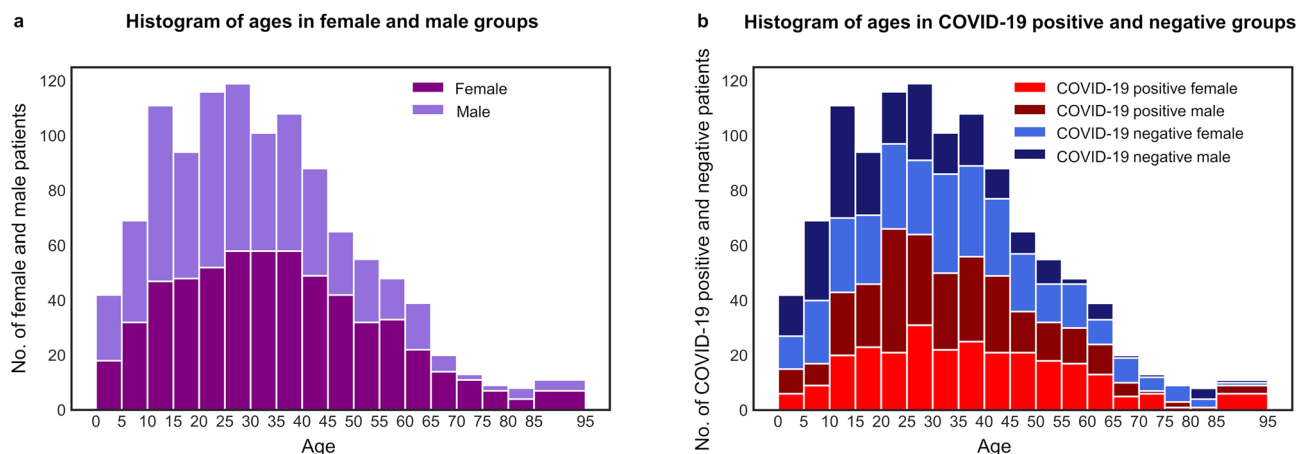 a
Histogram of ages in female and male groups
No. of female and male patients
120
100
80
60
40
20
0
Female
Male
0 5 10 15 20 25 30 35 40 45 50 55 60 65 70 75 80 85 95
Age
b
Histogram of ages in COVID-19 positive and negative groups
No. of COVID-19 positive and negative patients
120
100
80
60
40
20
0
COVID-19 positive female
COVID-19 positive male
COVID-19 negative female
COVID-19 negative male
0 5 10 15 20 25 30 35 40 45 50 55 60 65 70 75 80 85 95
Age